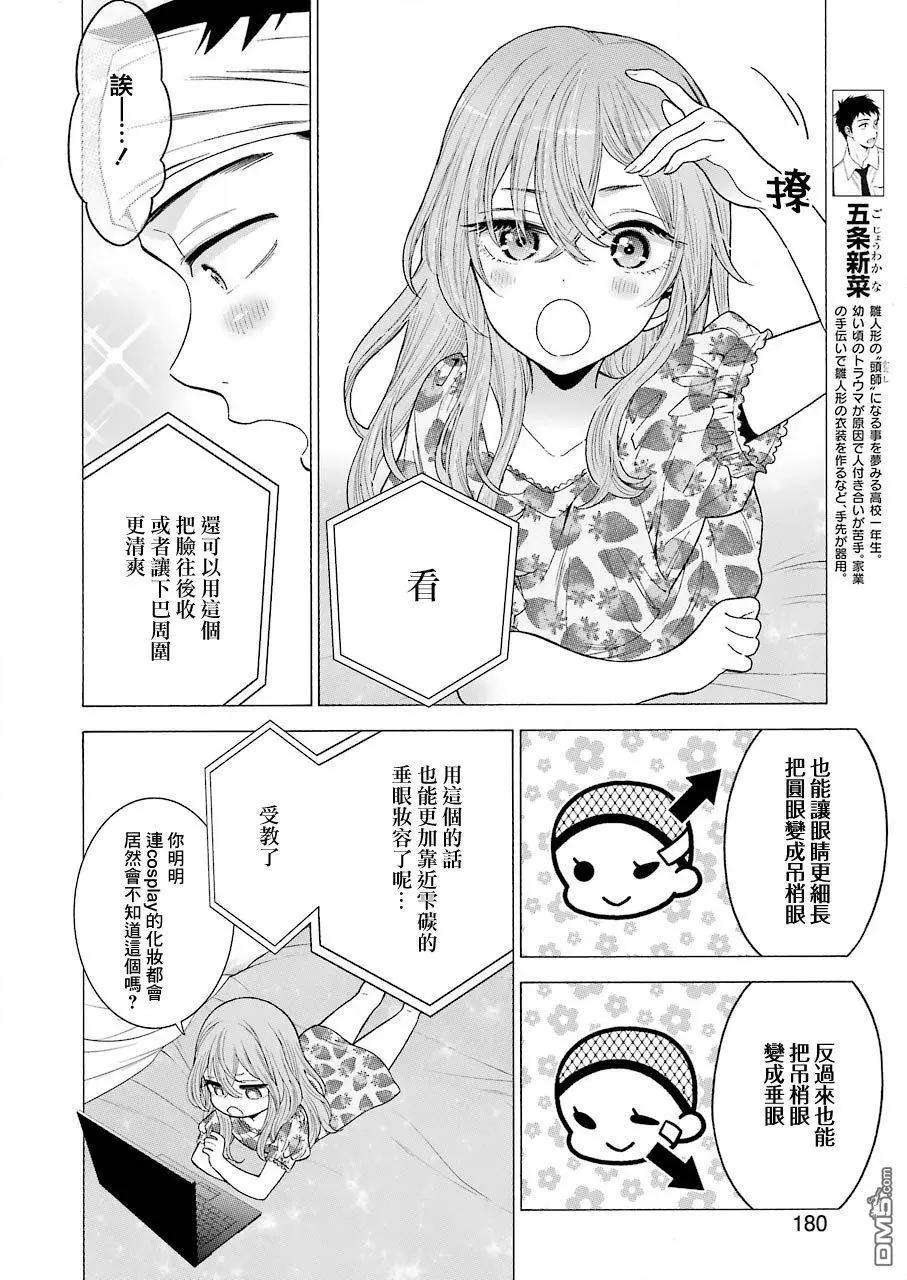 五条新菜
ごじょうわかな
雛人形の“頭師”になる事を夢みる高校一年生。
幼い頃のトラウマが原因で人付き合いが苦手。家業
の手伝いで雛人形の衣装を作るなど、手先が器用。
撩
看
誒──…！
還可以用這個
把臉往後收
或者讓下巴周圍
更清爽
也能讓眼睛更細長
把圓眼變成吊梢眼
反過來也能
把吊梢眼
變成垂眼
用這個的話
也能更加靠近雫碳的
垂眼妝容了呢…
受教了
你明明
連cosplay的化妝都會
居然會不知道這個嗎？
180
DM5.com